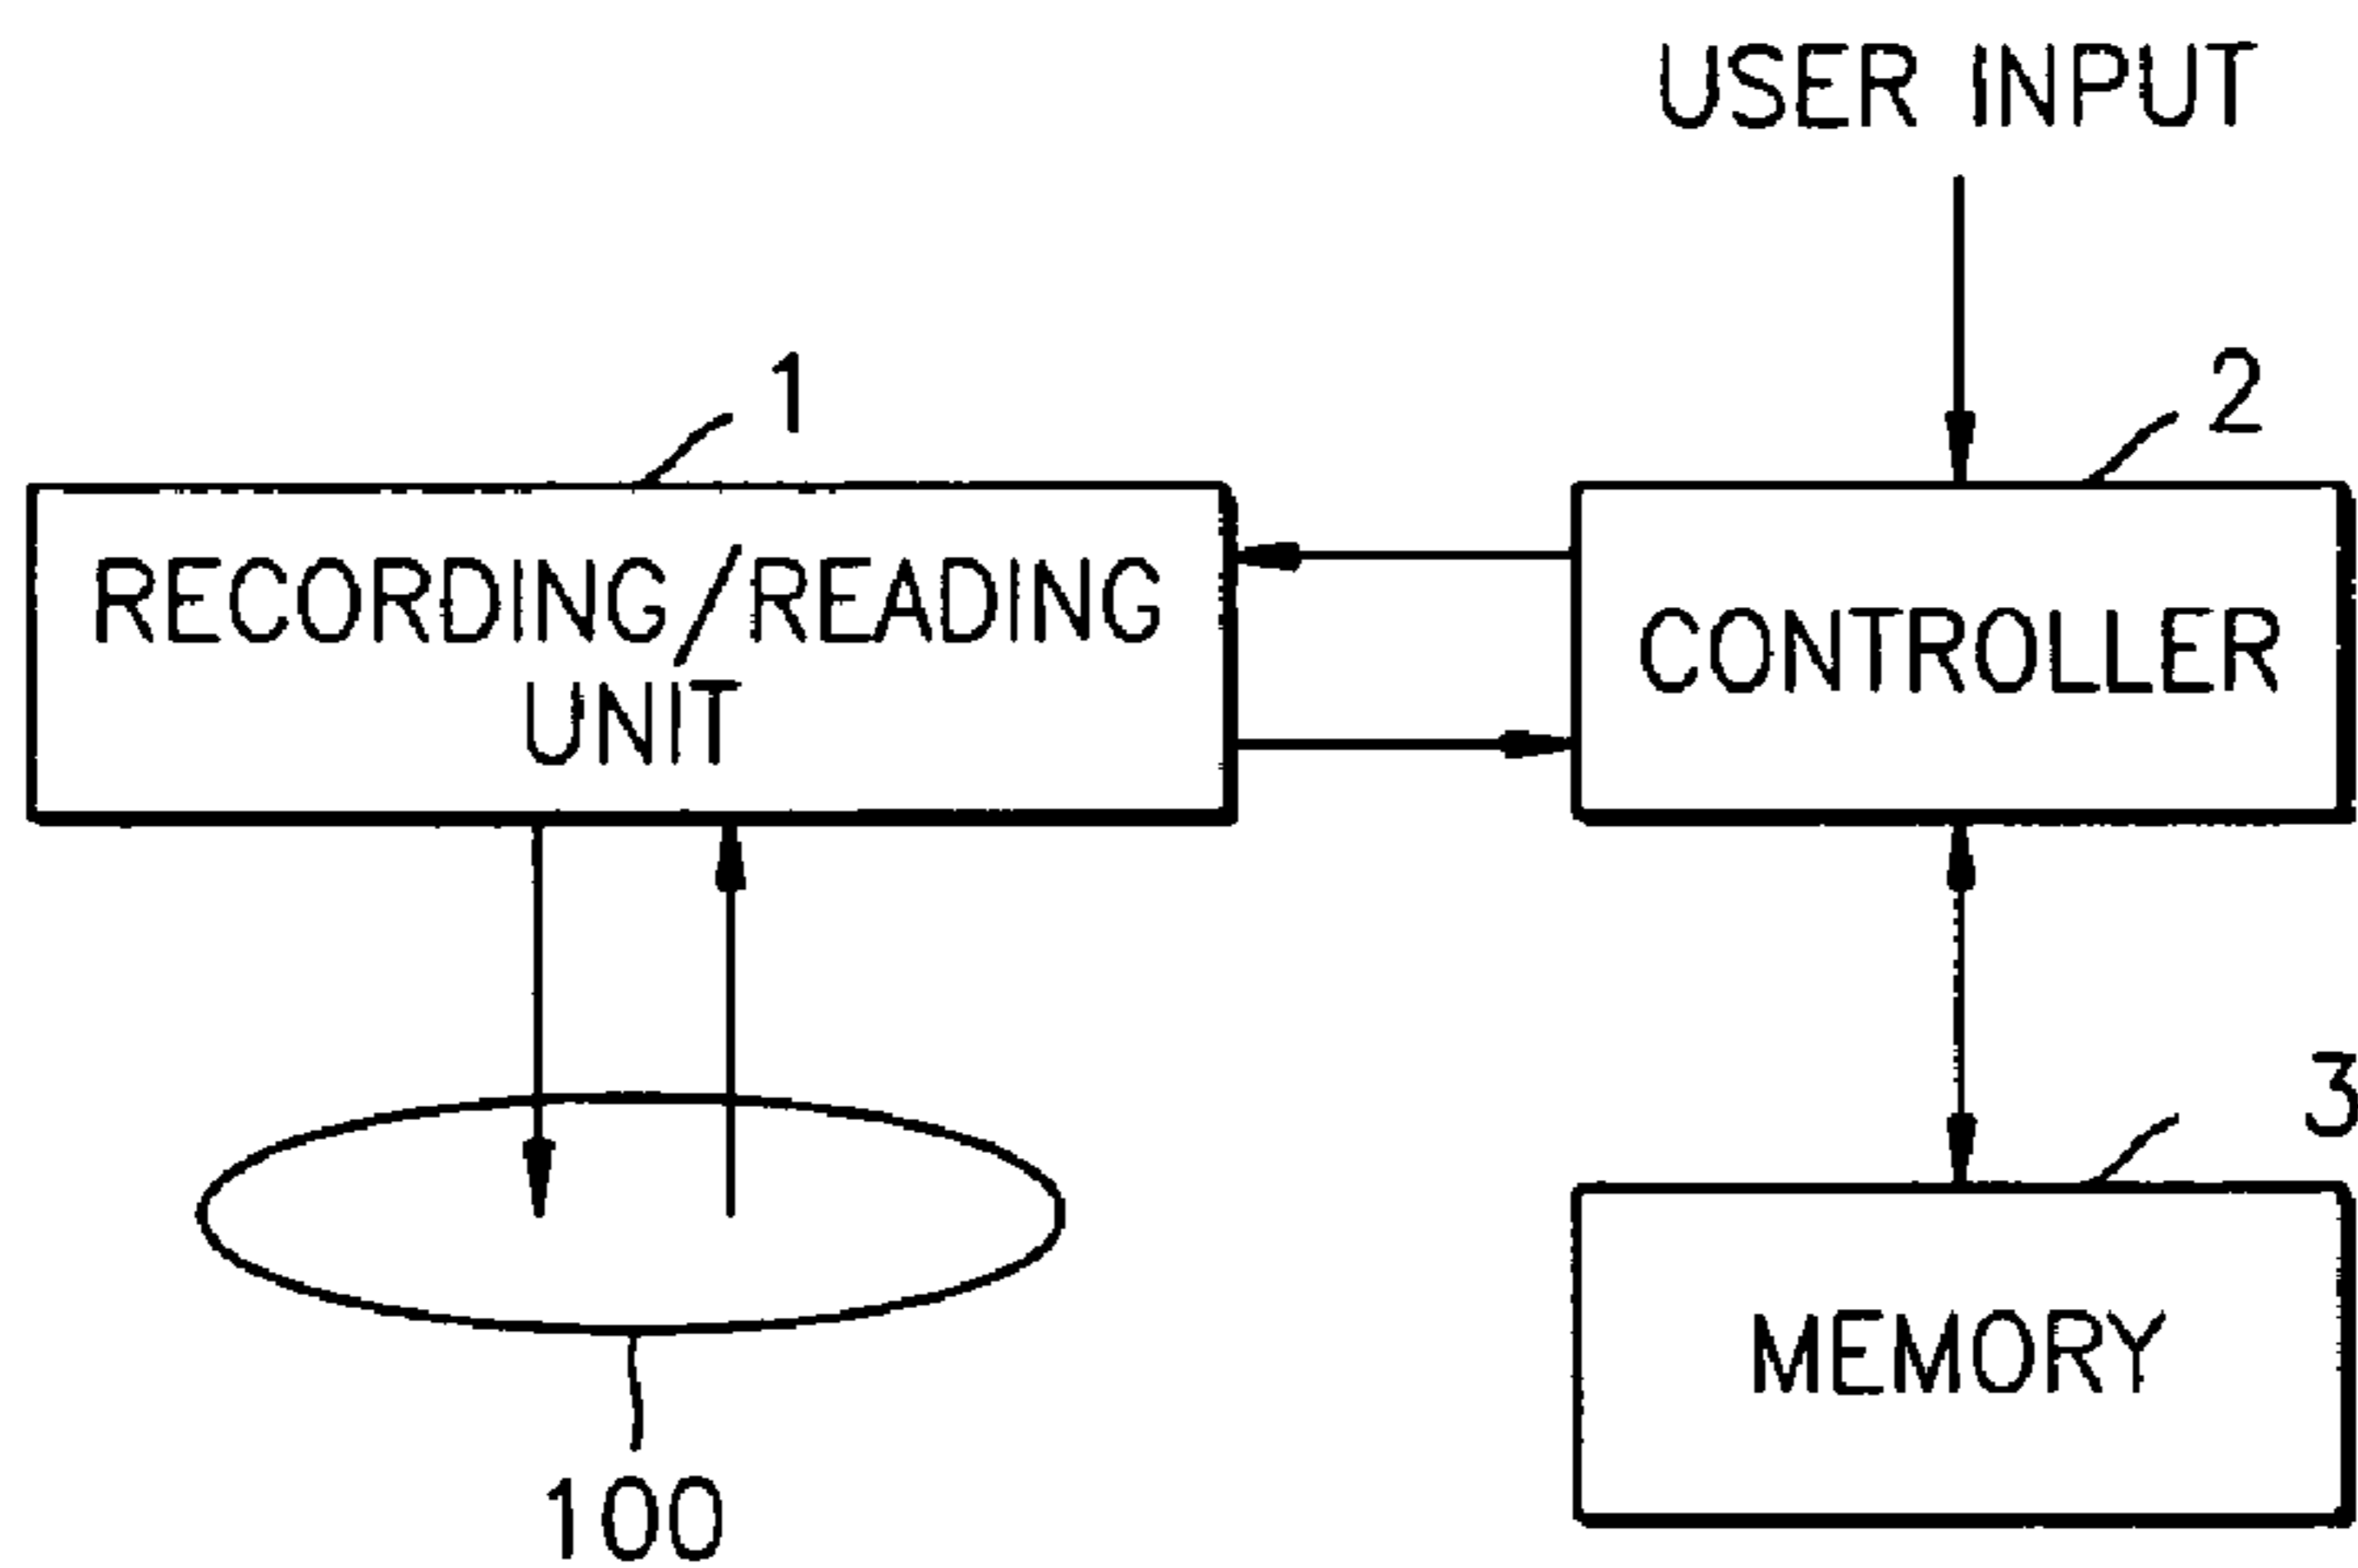 USER INPUT
1
2
RECORDING/READING
UNIT
CONTROLLER
3
MEMORY
100